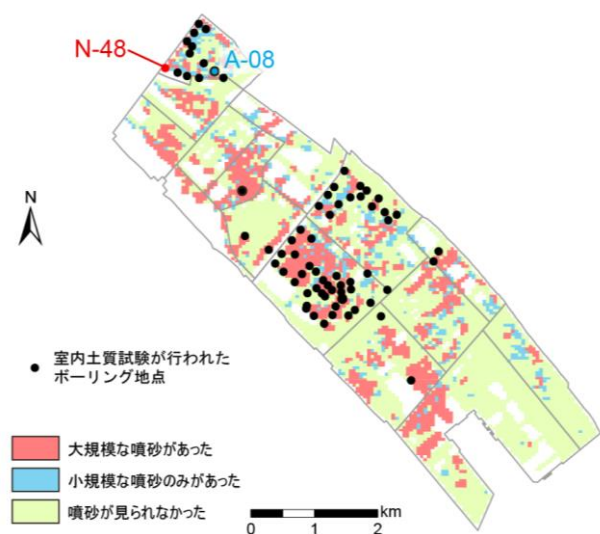 N-48
A-08
N
室内土質試験が行われた
ボーリング地点
大規模な噴砂があった
小規模な噴砂のみがあった
噴砂が見られなかった
km
0 1 2